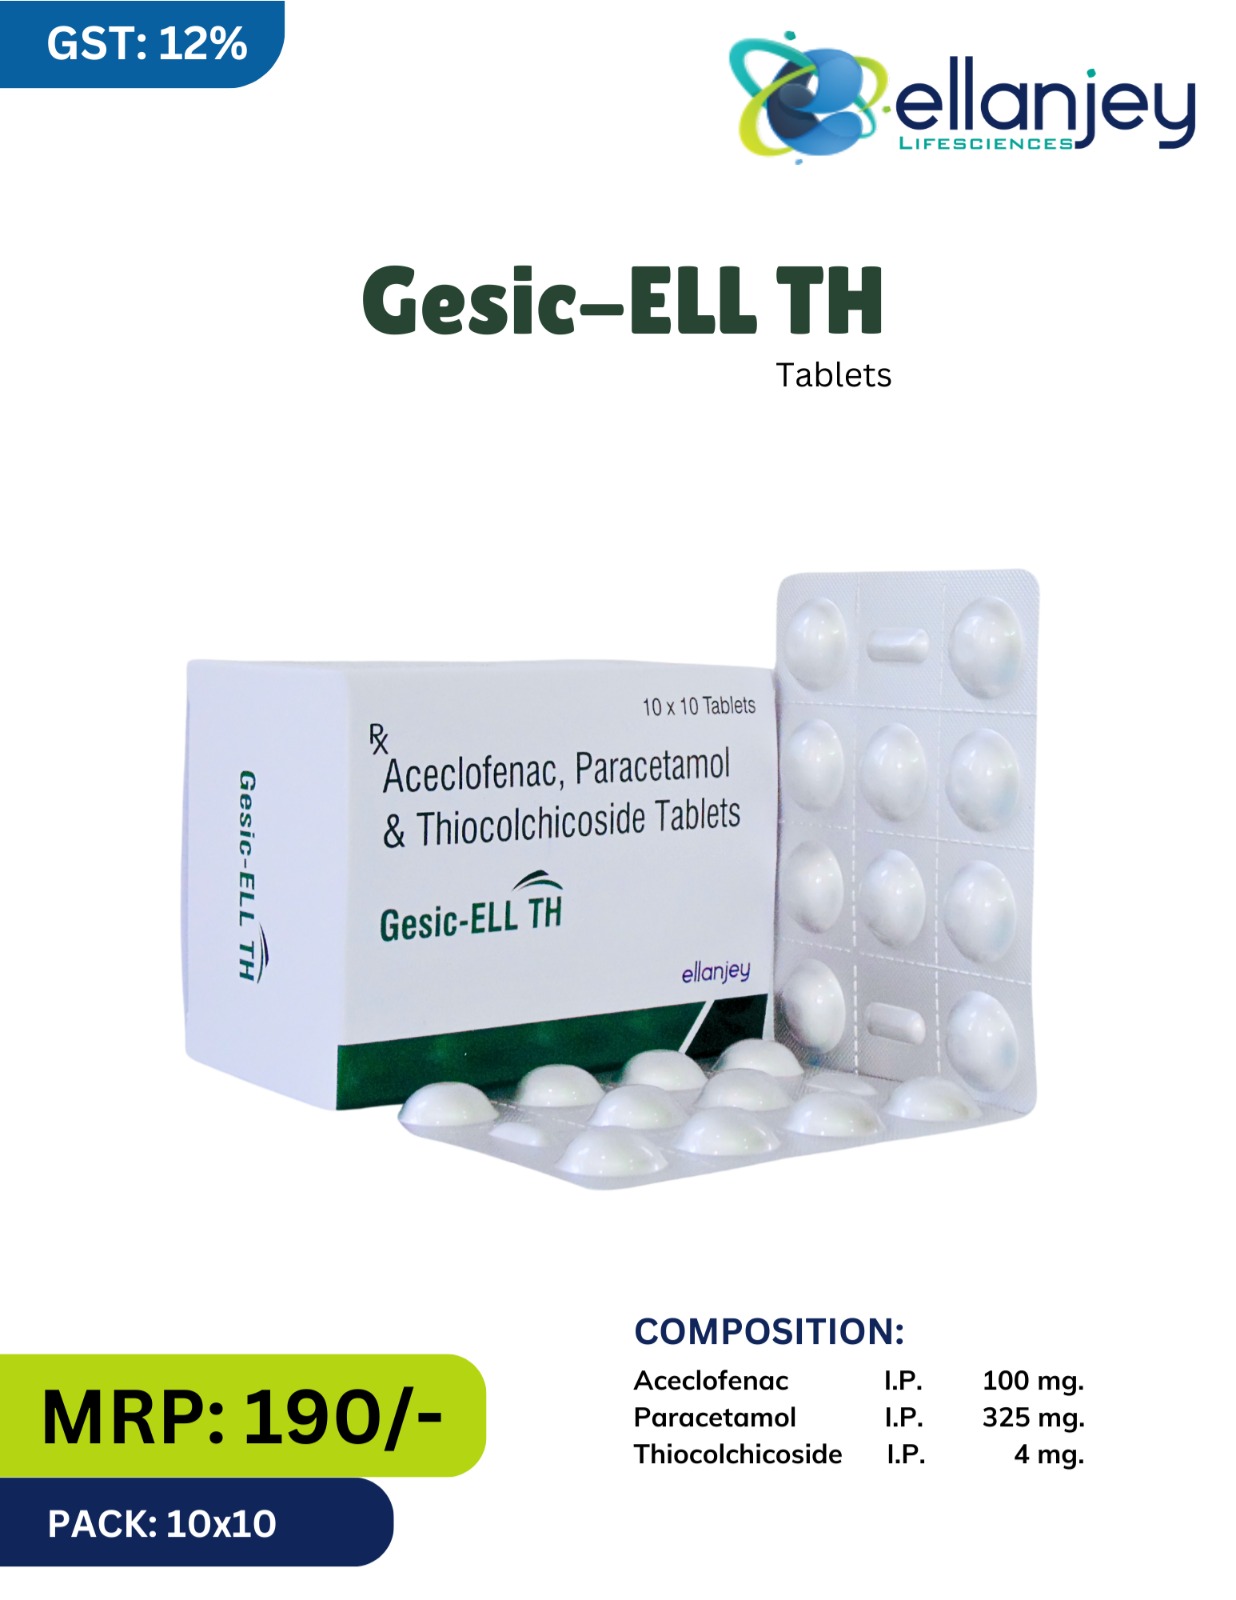 GST: 12%
ellanjey
LIFESCIENCES
Gesic-ELL TH
Tablets
10 x 10 Tablets
Rx
Aceclofenac, Paracetamol
& Thiocolchicoside Tablets
Gesic-ELL TH
ellanjey
Gesic-ELL TH
COMPOSITION:
Aceclofenac I.P. 100 mg.
Paracetamol I.P. 325 mg.
Thiocolchicoside I.P. 4 mg.
MRP: 190/-
PACK: 10x10